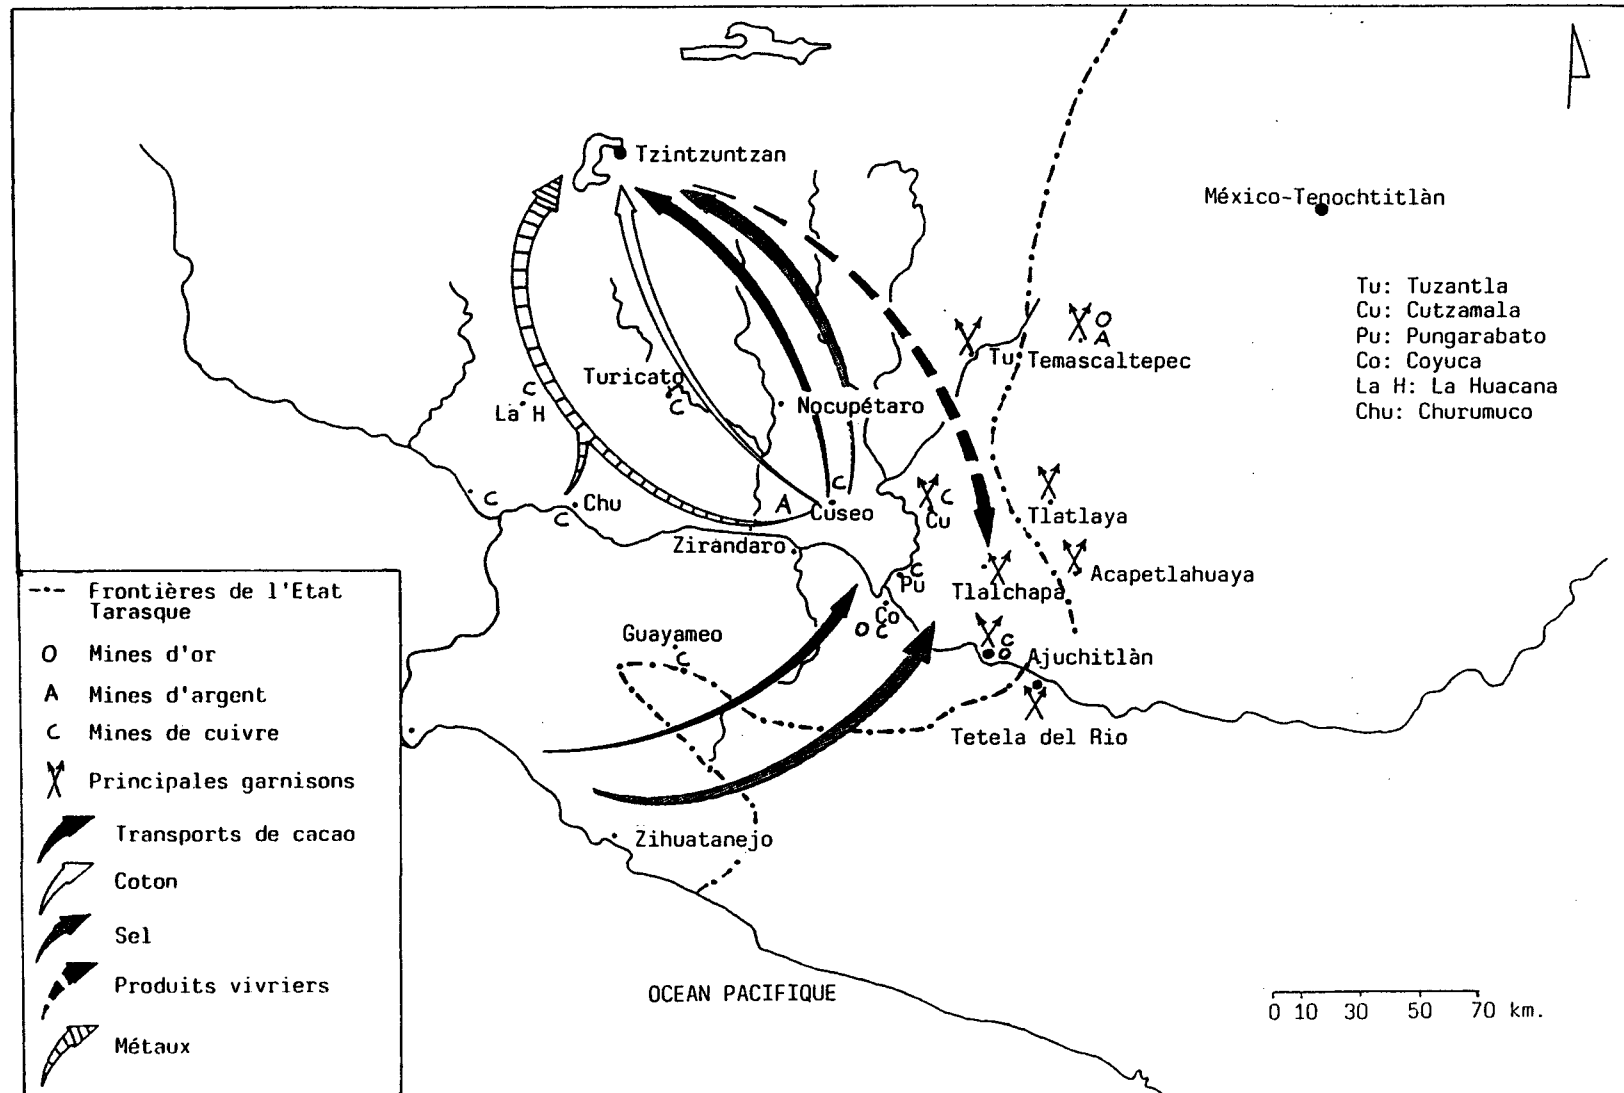 Tzintzuntzan
México-Tenochtitlàn
Tu: Tuzantla
Cu: Cutzamala
Pu: Pungarabato
Co: Coyuca
La H: La Huacana
Chu: Churumuco
O
A
Tu
Temascaltepec
Turicato
C
C
La H
Nocupétaro
C
C
Chu
C
A
C
Cuseo
C
Cu
Tlatlaya
Zirandaro
C
Pu
Tlalchapa
Acapetlahuaya
Co
O C
Guayameo
C
C
O
Ajuchitlàn
Tetela del Rio
Zihuatanejo
OCEAN PACIFIQUE
0 10 30 50 70 km.
Frontières de l'Etat
Tarasque
O Mines d'or
A Mines d'argent
C Mines de cuivre
Principales garnisons
Transports de cacao
Coton
Sel
Produits vivriers
Métaux